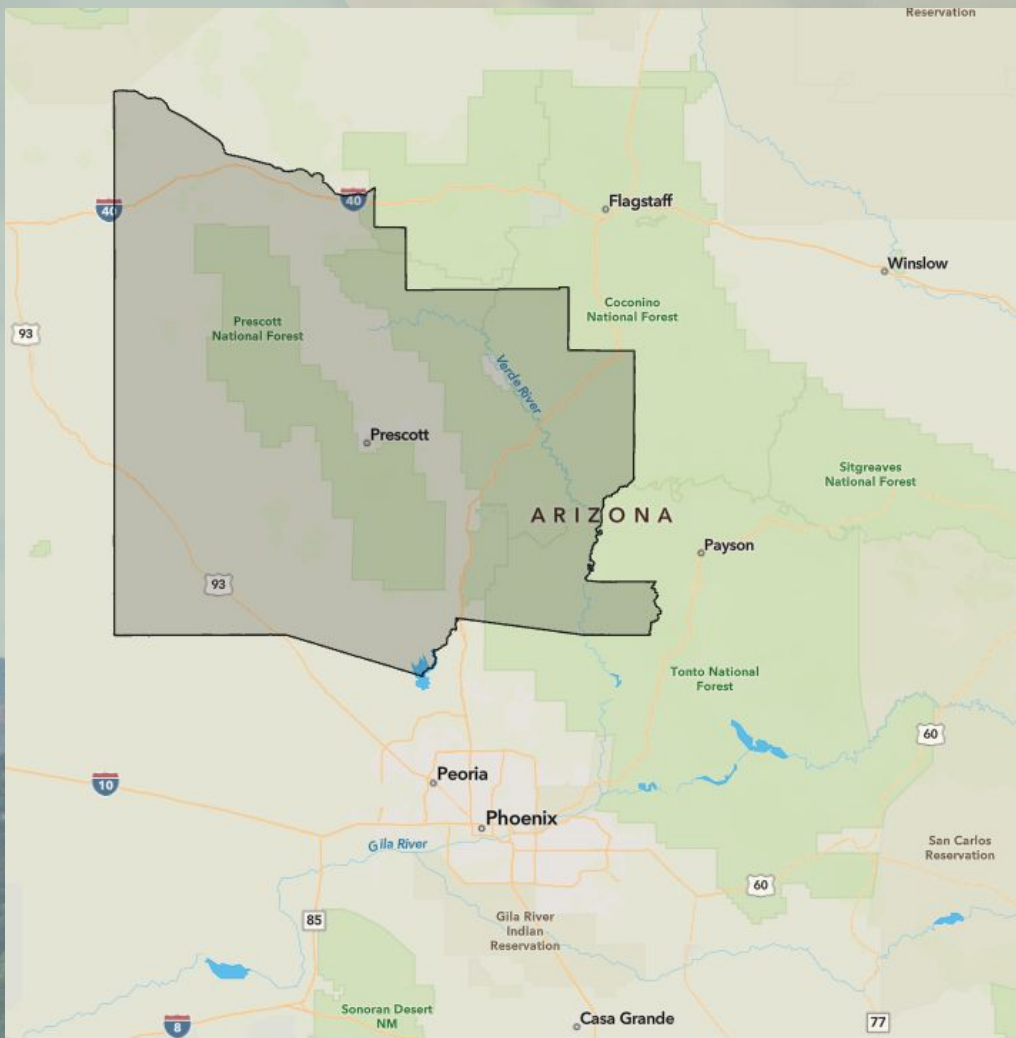 Reservation
40
40
Flagstaff
Winslow
Prescott
National Forest
Coconino
National Forest
93
Verde River
Prescott
Sitgreaves
National Forest
ARIZONA
Payson
93
Tonto National
Forest
60
10
Peoria
Phoenix
Gila River
San Carlos
Reservation
60
85
Gila River
Indian
Reservation
Sonoran Desert
NM
8
Casa Grande
77